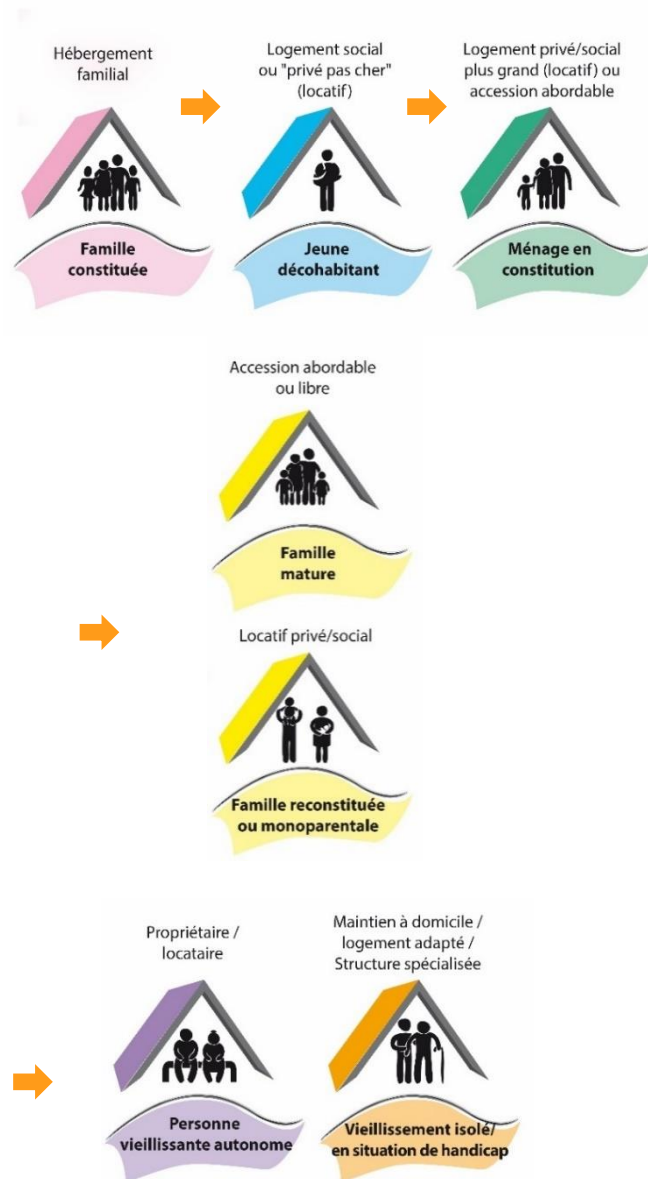 Hébergement
familial
Logement social
ou "privé pas cher"
(locatif)
Logement privé/social
plus grand (locatif) ou
accession abordable
Famille
constituée
Jeune
décohabitant
Ménage en
constitution
Accession abordable
ou libre
Famille
mature
Locatif privé/social
Famille reconstituée
ou monoparentale
Propriétaire /
locataire
Maintien à domicile /
logement adapté /
Structure spécialisée
Personne
vieillissante autonome
Vieillissement isolé/
en situation de handicap